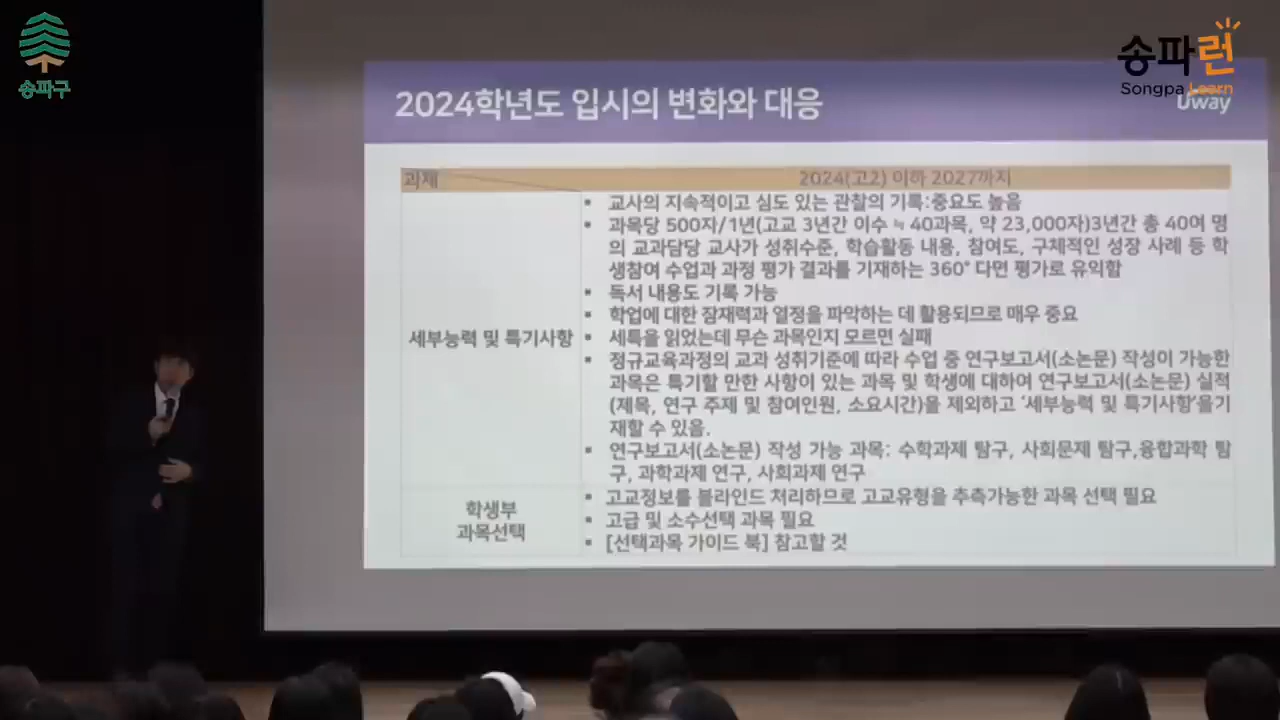 송파구
송파런
Songpa Learn
Uway
2024학년도 입시의 변화와 대응
과제
2024(고2) 이하 2027까지
세부능력 및 특기사항
▪ 교사의 지속적이고 심도 있는 관찰의 기록:중요도 높음
▪ 과목당 500자/1년(고교 3년간 이수 ≒ 40과목, 약 23,000자)3년간 총 40여 명
의 교과담당 교사가 성취수준, 학습활동 내용, 참여도, 구체적인 성장 사례 등 학
생참여 수업과 과정 평가 결과를 기재하는 360° 다면 평가로 유익함
▪ 독서 내용도 기록 가능
▪ 학업에 대한 잠재력과 열정을 파악하는 데 활용되므로 매우 중요
▪ 세특을 읽었는데 무슨 과목인지 모르면 실패
▪ 정규교육과정의 교과 성취기준에 따라 수업 중 연구보고서(소논문) 작성이 가능한
과목은 특기할 만한 사항이 있는 과목 및 학생에 대하여 연구보고서(소논문) 실적
(제목, 연구 주제 및 참여인원, 소요시간)을 제외하고 ‘세부능력 및 특기사항’을기
재할 수 있음.
▪ 연구보고서(소논문) 작성 가능 과목: 수학과제 탐구, 사회문제 탐구,융합과학 탐
구, 과학과제 연구, 사회과제 연구
학생부
과목선택
▪ 고교정보를 블라인드 처리하므로 고교유형을 추측가능한 과목 선택 필요
▪ 고급 및 소수선택 과목 필요
▪ [선택과목 가이드 북] 참고할 것